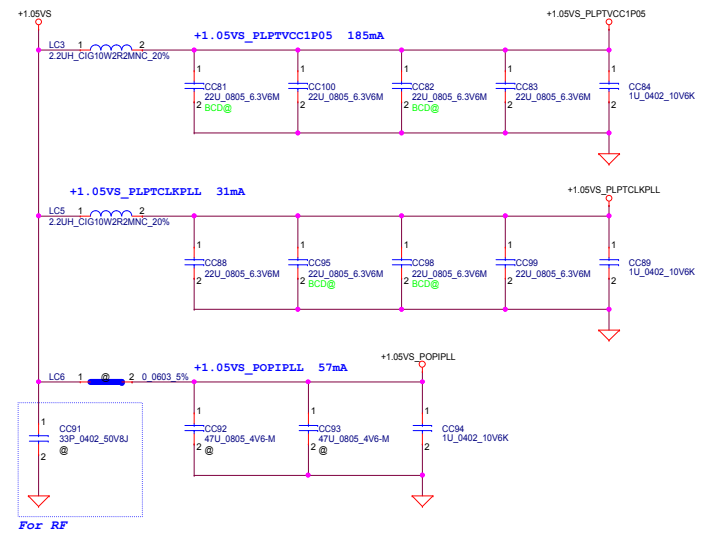 +1.05VS
+1.05VS_PLPTVCC1P05 185mA
+1.05VS_PLPTVCC1P05
LC3 1 2
2.2UH_CIG10W2R2MNC_20%
1
CC81
22U_0805_6.3V6M
2
BCD@
1
CC100
22U_0805_6.3V6M
2
1
CC82
22U_0805_6.3V6M
2
BCD@
1
CC83
22U_0805_6.3V6M
2
1
CC84
1U_0402_10V6K
2
+1.05VS_PLPTCLKPLL 31mA
+1.05VS_PLPTCLKPLL
LC5 1 2
2.2UH_CIG10W2R2MNC_20%
1
CC88
22U_0805_6.3V6M
2
1
CC95
22U_0805_6.3V6M
2
BCD@
1
CC98
22U_0805_6.3V6M
2
BCD@
1
CC99
22U_0805_6.3V6M
2
1
CC89
1U_0402_10V6K
2
+1.05VS_POPIPLL 57mA
+1.05VS_POPIPLL
LC6 1 @ 2 0_0603_5%
1
CC91
33P_0402_50V8J
@
2
1
CC92
47U_0805_4V6-M
2
@
1
CC93
47U_0805_4V6-M
2
@
1
CC94
1U_0402_10V6K
2
For RF